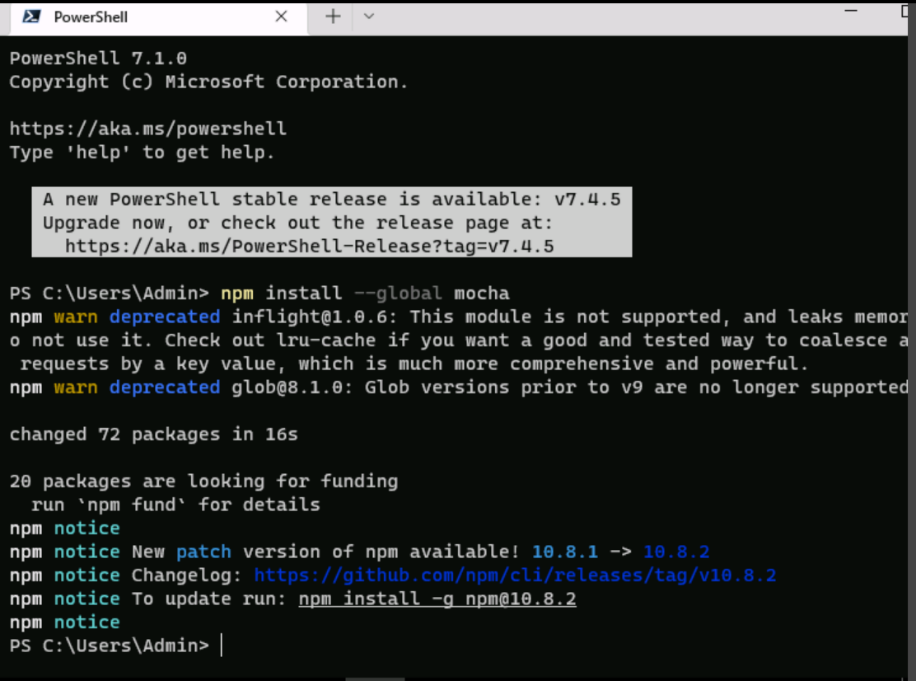 PowerShell
PowerShell 7.1.0
Copyright (c) Microsoft Corporation.
https://aka.ms/powershell
Type 'help' to get help.
A new PowerShell stable release is available: v7.4.5
Upgrade now, or check out the release page at:
https://aka.ms/PowerShell-Release?tag=v7.4.5
PS C:\Users\Admin> npm install --global mocha
npm warn deprecated inflight@1.0.6: This module is not supported, and leaks memor
o not use it. Check out lru-cache if you want a good and tested way to coalesce a
requests by a key value, which is much more comprehensive and powerful.
npm warn deprecated glob@8.1.0: Glob versions prior to v9 are no longer supported
changed 72 packages in 16s
20 packages are looking for funding
run `npm fund` for details
npm notice
npm notice New patch version of npm available! 10.8.1 -> 10.8.2
npm notice Changelog: https://github.com/npm/cli/releases/tag/v10.8.2
npm notice To update run: npm install -g npm@10.8.2
npm notice
PS C:\Users\Admin>